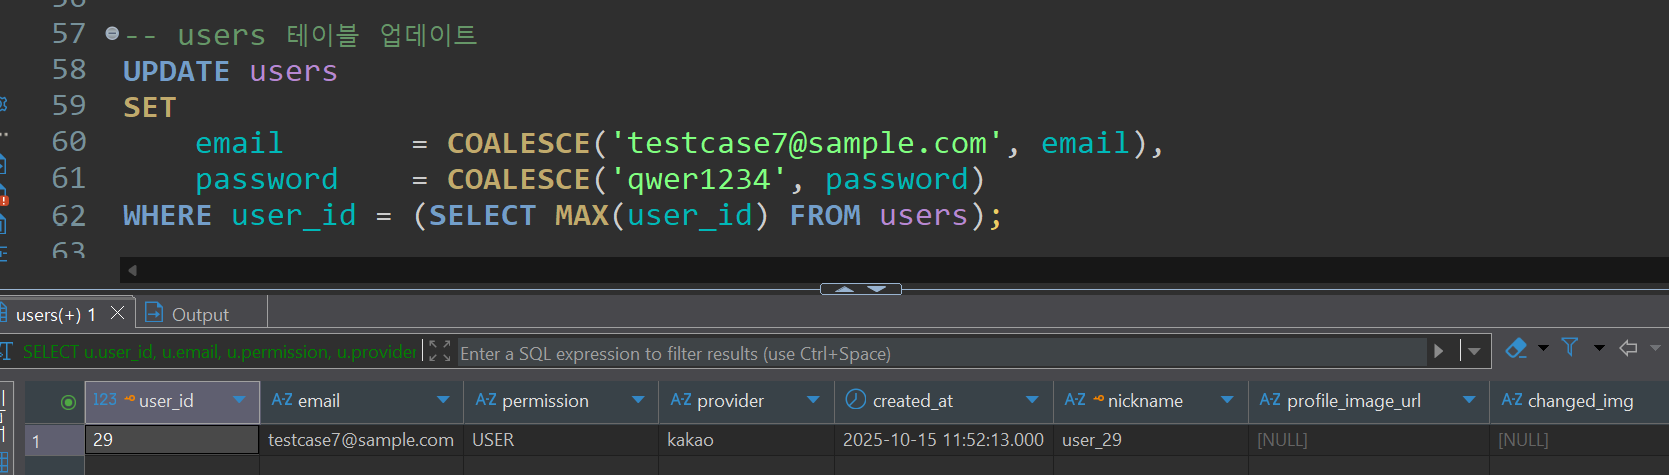 57 -- users 테이블 업데이트
58 UPDATE users
59 SET
60 email = COALESCE('testcase7@sample.com', email),
61 password = COALESCE('qwer1234', password)
62 WHERE user_id = (SELECT MAX(user_id) FROM users);
63
users(+) 1 Output
SELECT u.user_id, u.email, u.permission, u.provider Enter a SQL expression to filter results (use Ctrl+Space)
123 user_id A-Z email A-Z permission A-Z provider created_at A-Z nickname A-Z profile_image_url A-Z changed_img
1 29 testcase7@sample.com USER kakao 2025-10-15 11:52:13.000 user_29 [NULL] [NULL]